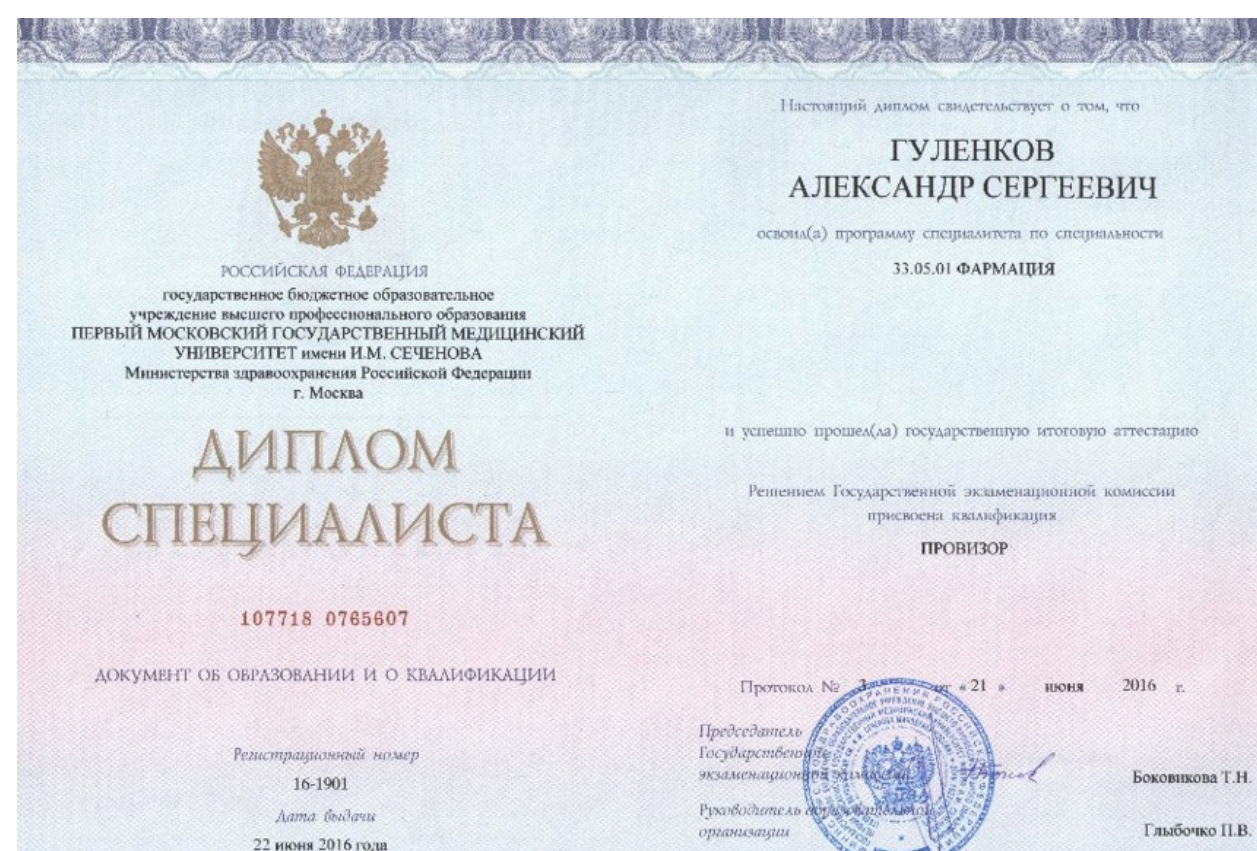 РОССИЙСКАЯ ФЕДЕРАЦИЯ
государственное бюджетное образовательное
учреждение высшего профессионального образования
ПЕРВЫЙ МОСКОВСКИЙ ГОСУДАРСТВЕННЫЙ МЕДИЦИНСКИЙ
УНИВЕРСИТЕТ имени И.М. СЕЧЕНОВА
Министерства здравоохранения Российской Федерации
г. Москва
ДИПЛОМ
СПЕЦИАЛИСТА
107718 0765607
ДОКУМЕНТ ОБ ОБРАЗОВАНИИ И О КВАЛИФИКАЦИИ
Регистрационный номер
16-1901
Дата выдачи
22 июня 2016 года
Настоящий диплом свидетельствует о том, что
ГУЛЕНКОВ
АЛЕКСАНДР СЕРГЕЕВИЧ
освоил(а) программу специалитета по специальности
33.05.01 ФАРМАЦИЯ
и успешно прошел(ла) государственную итоговую аттестацию
Решением Государственной экзаменационной комиссии
присвоена квалификация
ПРОВИЗОР
Протокол № 3 от «21» июня 2016 г.
Председатель
Государственной
экзаменационной комиссии Боковикова Т.Н.
Руководитель образовательной
организации Глыбочко П.В.